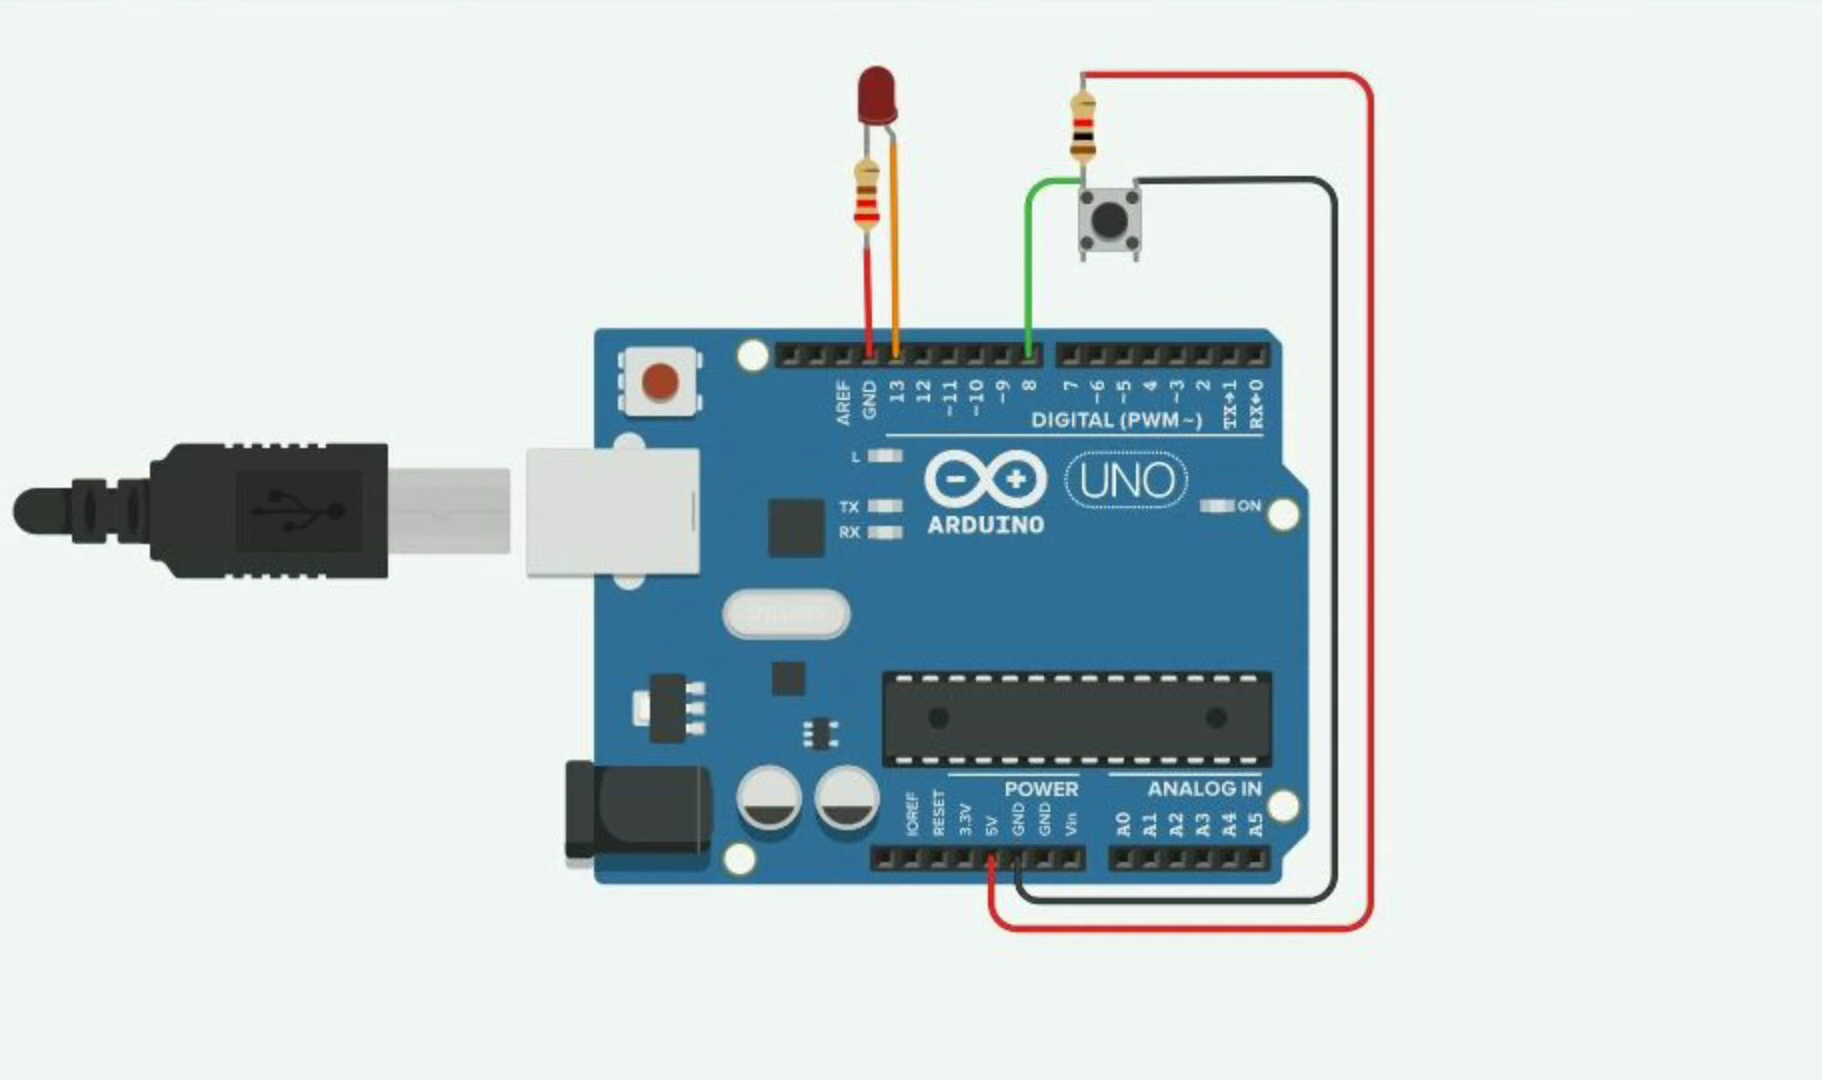 AREF
GND
13
12
~11
~10
~9
8
7
~6
~5
4
~3
2
TX→1
RX←0
DIGITAL (PWM~)
L
TX
RX
ARDUINO
UNO
ON
POWER
ANALOG IN
IOREF
RESET
3.3V
5V
GND
GND
Vin
A0
A1
A2
A3
A4
A5